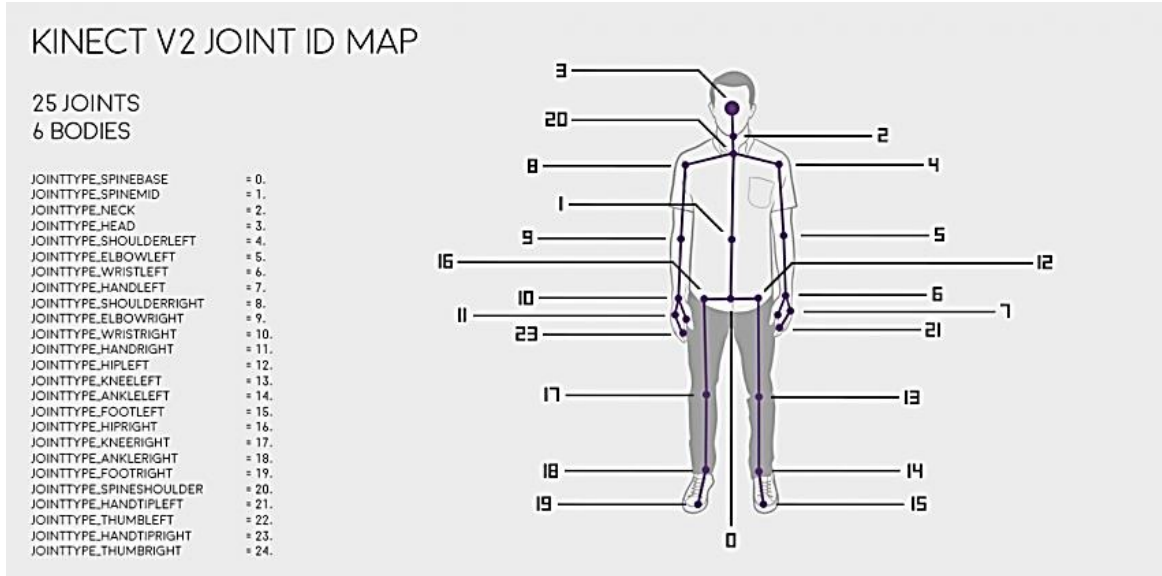 KINECT V2 JOINT ID MAP
25 JOINTS
6 BODIES
JOINTTYPE_SPINEBASE = 0.
JOINTTYPE_SPINEMID = 1.
JOINTTYPE_NECK = 2.
JOINTTYPE_HEAD = 3.
JOINTTYPE_SHOULDERLEFT = 4.
JOINTTYPE_ELBOWLEFT = 5.
JOINTTYPE_WRISTLEFT = 6.
JOINTTYPE_HANDLEFT = 7.
JOINTTYPE_SHOULDERRIGHT = 8.
JOINTTYPE_ELBOWRIGHT = 9.
JOINTTYPE_WRISTRIGHT = 10.
JOINTTYPE_HANDRIGHT = 11.
JOINTTYPE_HIPLEFT = 12.
JOINTTYPE_KNEELEFT = 13.
JOINTTYPE_ANKLELEFT = 14.
JOINTTYPE_FOOTLEFT = 15.
JOINTTYPE_HIPRIGHT = 16.
JOINTTYPE_KNEERIGHT = 17.
JOINTTYPE_ANKLERIGHT = 18.
JOINTTYPE_FOOTRIGHT = 19.
JOINTTYPE_SPINESHOULDER = 20.
JOINTTYPE_HANDTIPLEFT = 21.
JOINTTYPE_THUMBLEFT = 22.
JOINTTYPE_HANDTIPRIGHT = 23.
JOINTTYPE_THUMBRIGHT = 24.
3
20
2
8
4
1
9
5
16
12
10
6
11
7
23
21
17
13
18
14
19
15
0